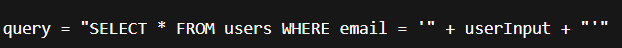 query = "SELECT * FROM users WHERE email = '" + userInput + "'"